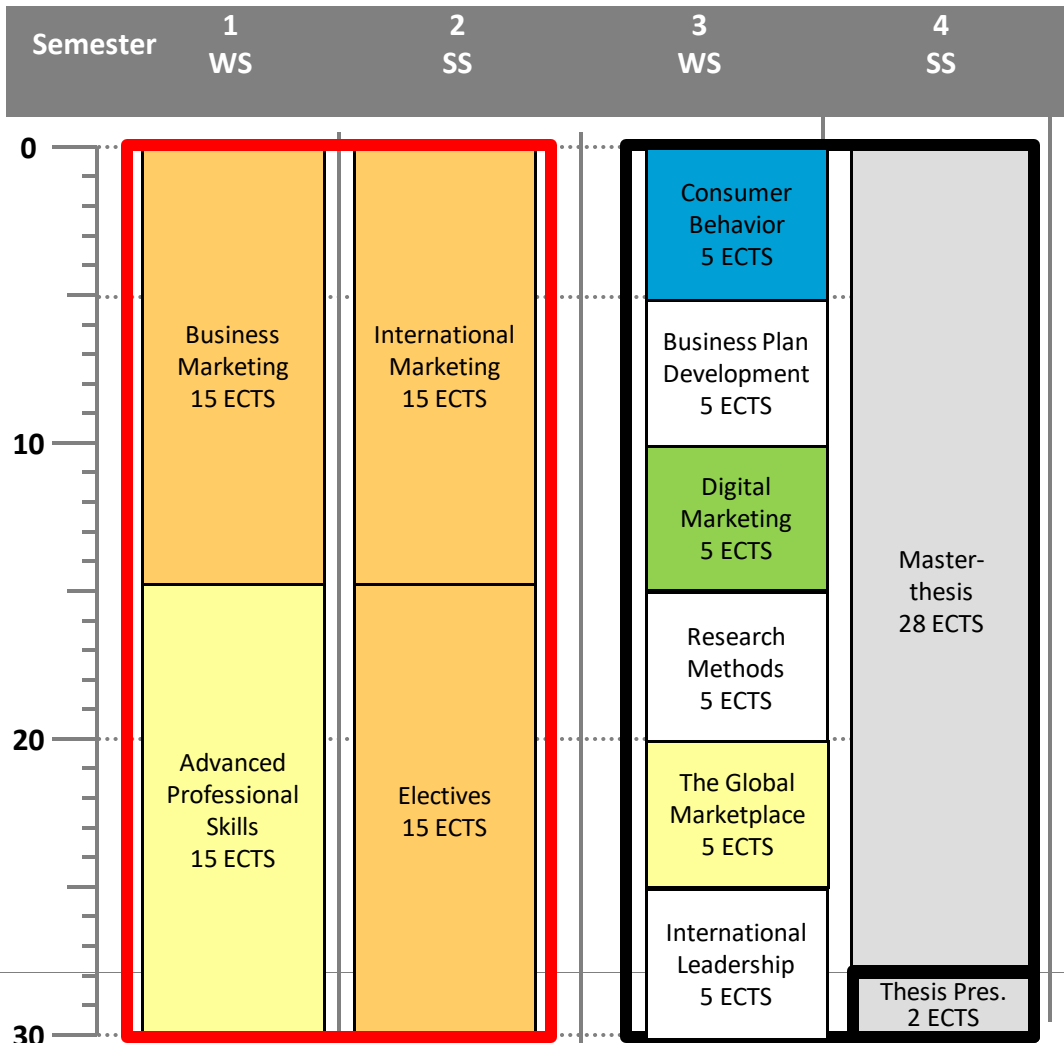 Semester
1
WS
2
SS
3
WS
4
SS
0
10
20
30
Business
Marketing
15 ECTS
Advanced
Professional
Skills
15 ECTS
International
Marketing
15 ECTS
Electives
15 ECTS
Consumer
Behavior
5 ECTS
Business Plan
Development
5 ECTS
Digital
Marketing
5 ECTS
Research
Methods
5 ECTS
The Global
Marketplace
5 ECTS
International
Leadership
5 ECTS
Master-
thesis
28 ECTS
Thesis Pres.
2 ECTS